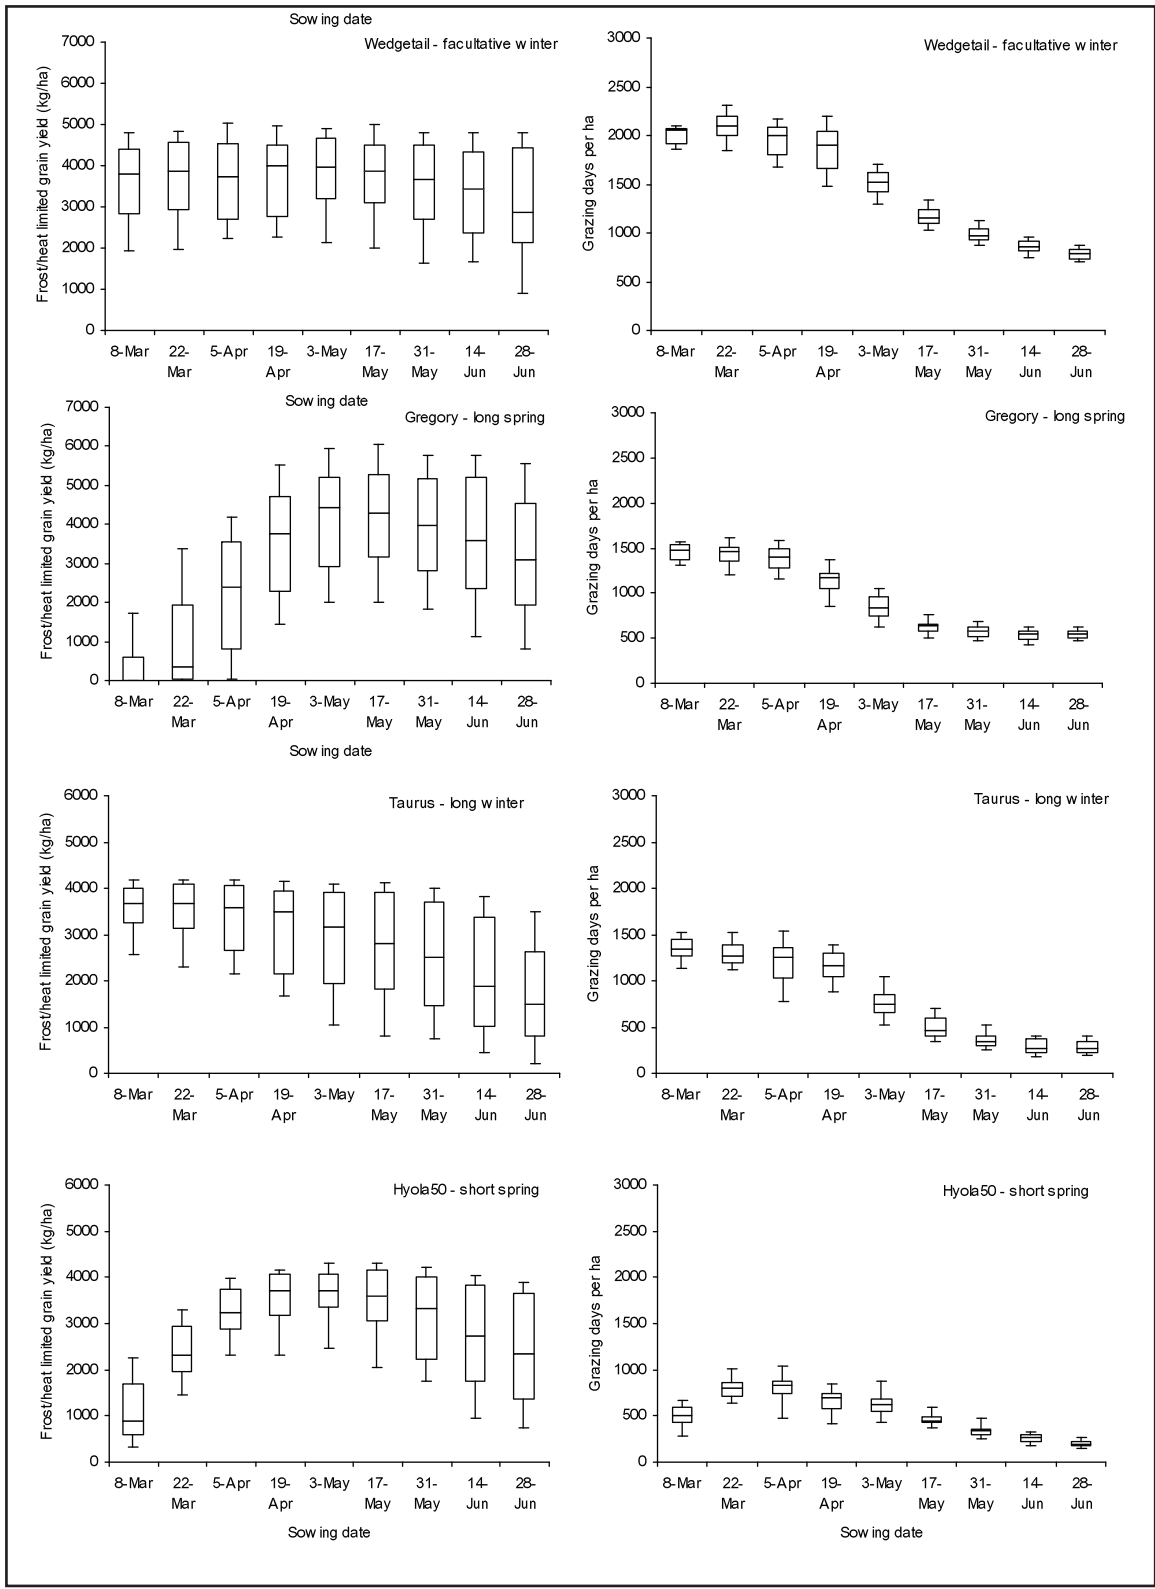 Sowing date
Wedgetail - facultative winter
Frost/heat limited grain yield (kg/ha)
7000
6000
5000
4000
3000
2000
1000
0
8-Mar 22- 5-Apr 19- 3-May 17- 31- 14- 28-
Mar Apr May May Jun Jun
Wedgetail - facultative winter
Grazing days per ha
3000
2500
2000
1500
1000
500
0
8-Mar 22- 5-Apr 19- 3-May 17- 31- 14- 28-
Mar Apr May May Jun Jun
Sowing date
Gregory - long spring
Frost/heat limited grain yield (kg/ha)
7000
6000
5000
4000
3000
2000
1000
0
8-Mar 22- 5-Apr 19- 3-May 17- 31- 14- 28-
Mar Apr May May Jun Jun
Gregory - long spring
Grazing days per ha
3000
2500
2000
1500
1000
500
0
8-Mar 22- 5-Apr 19- 3-May 17- 31- 14- 28-
Mar Apr May May Jun Jun
Sowing date
Taurus - long winter
Frost/heat limited grain yield (kg/ha)
6000
5000
4000
3000
2000
1000
0
8-Mar 22- 5-Apr 19- 3-May 17- 31- 14- 28-
Mar Apr May May Jun Jun
Taurus - long winter
Grazing days per ha
3000
2500
2000
1500
1000
500
0
8-Mar 22- 5-Apr 19- 3-May 17- 31- 14- 28-
Mar Apr May May Jun Jun
Hyola50 - short spring
Frost/heat limited grain yield (kg/ha)
6000
5000
4000
3000
2000
1000
0
8-Mar 22- 5-Apr 19- 3-May 17- 31- 14- 28-
Mar Apr May May Jun Jun
Sowing date
Hyola50 - short spring
Grazing days per ha
3000
2500
2000
1500
1000
500
0
8-Mar 22- 5-Apr 19- 3-May 17- 31- 14- 28-
Mar Apr May May Jun Jun
Sowing date